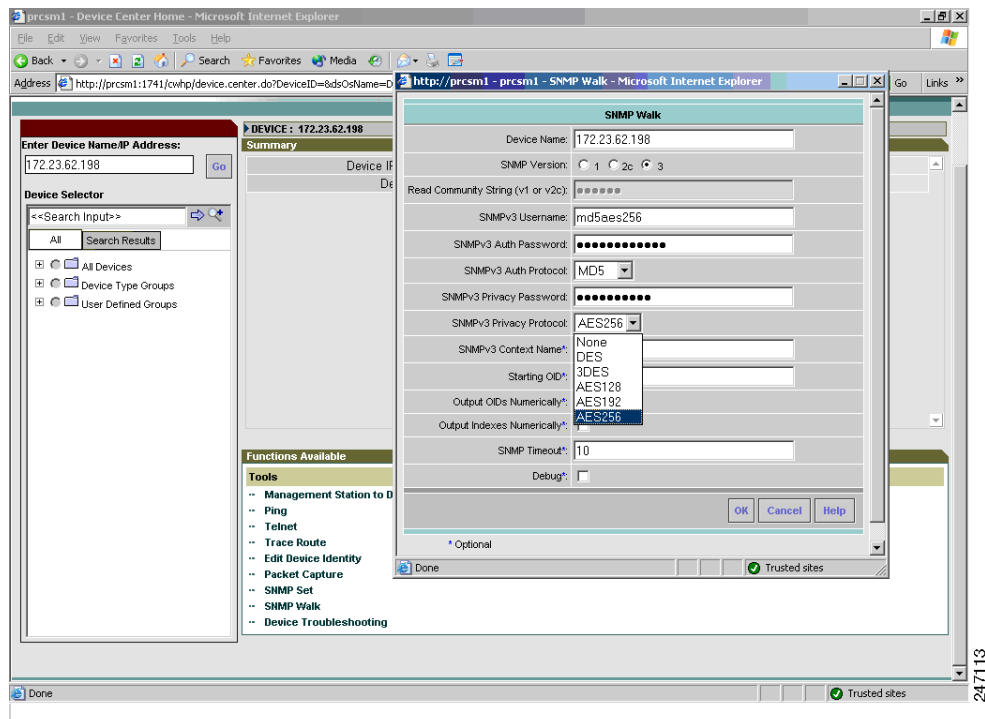 prcsm1 - Device Center Home - Microsoft Internet Explorer
File Edit View Favorites Tools Help
Back Search Favorites Media
Address http://prcsm1:1741/cwhp/device.center.do?DeviceID=&dsOsName=D
Go Links »
Enter Device Name/IP Address:
172.23.62.198
Go
Device Selector
<<Search Input>>
All Search Results
All Devices
Device Type Groups
User Defined Groups
DEVICE : 172.23.62.198
Summary
Device IP
De
Functions Available
Tools
Management Station to D
Ping
Telnet
Trace Route
Edit Device Identity
Packet Capture
SNMP Set
SNMP Walk
Device Troubleshooting
http://prcsm1 - prcsm1 - SNMP Walk - Microsoft Internet Explorer
SNMP Walk
Device Name: 172.23.62.198
SNMP Version: 1 2c 3
Read Community String (v1 or v2c):
SNMPv3 Username: md5aes256
SNMPv3 Auth Password:
SNMPv3 Auth Protocol: MD5
SNMPv3 Privacy Password:
SNMPv3 Privacy Protocol: AES256
None
DES
3DES
AES128
AES192
AES256
SNMPv3 Context Name*:
Starting OID*:
Output OIDs Numerically*:
Output Indexes Numerically*:
SNMP Timeout*: 10
Debug*:
OK Cancel Help
* Optional
Done Trusted sites
Done Trusted sites
247113